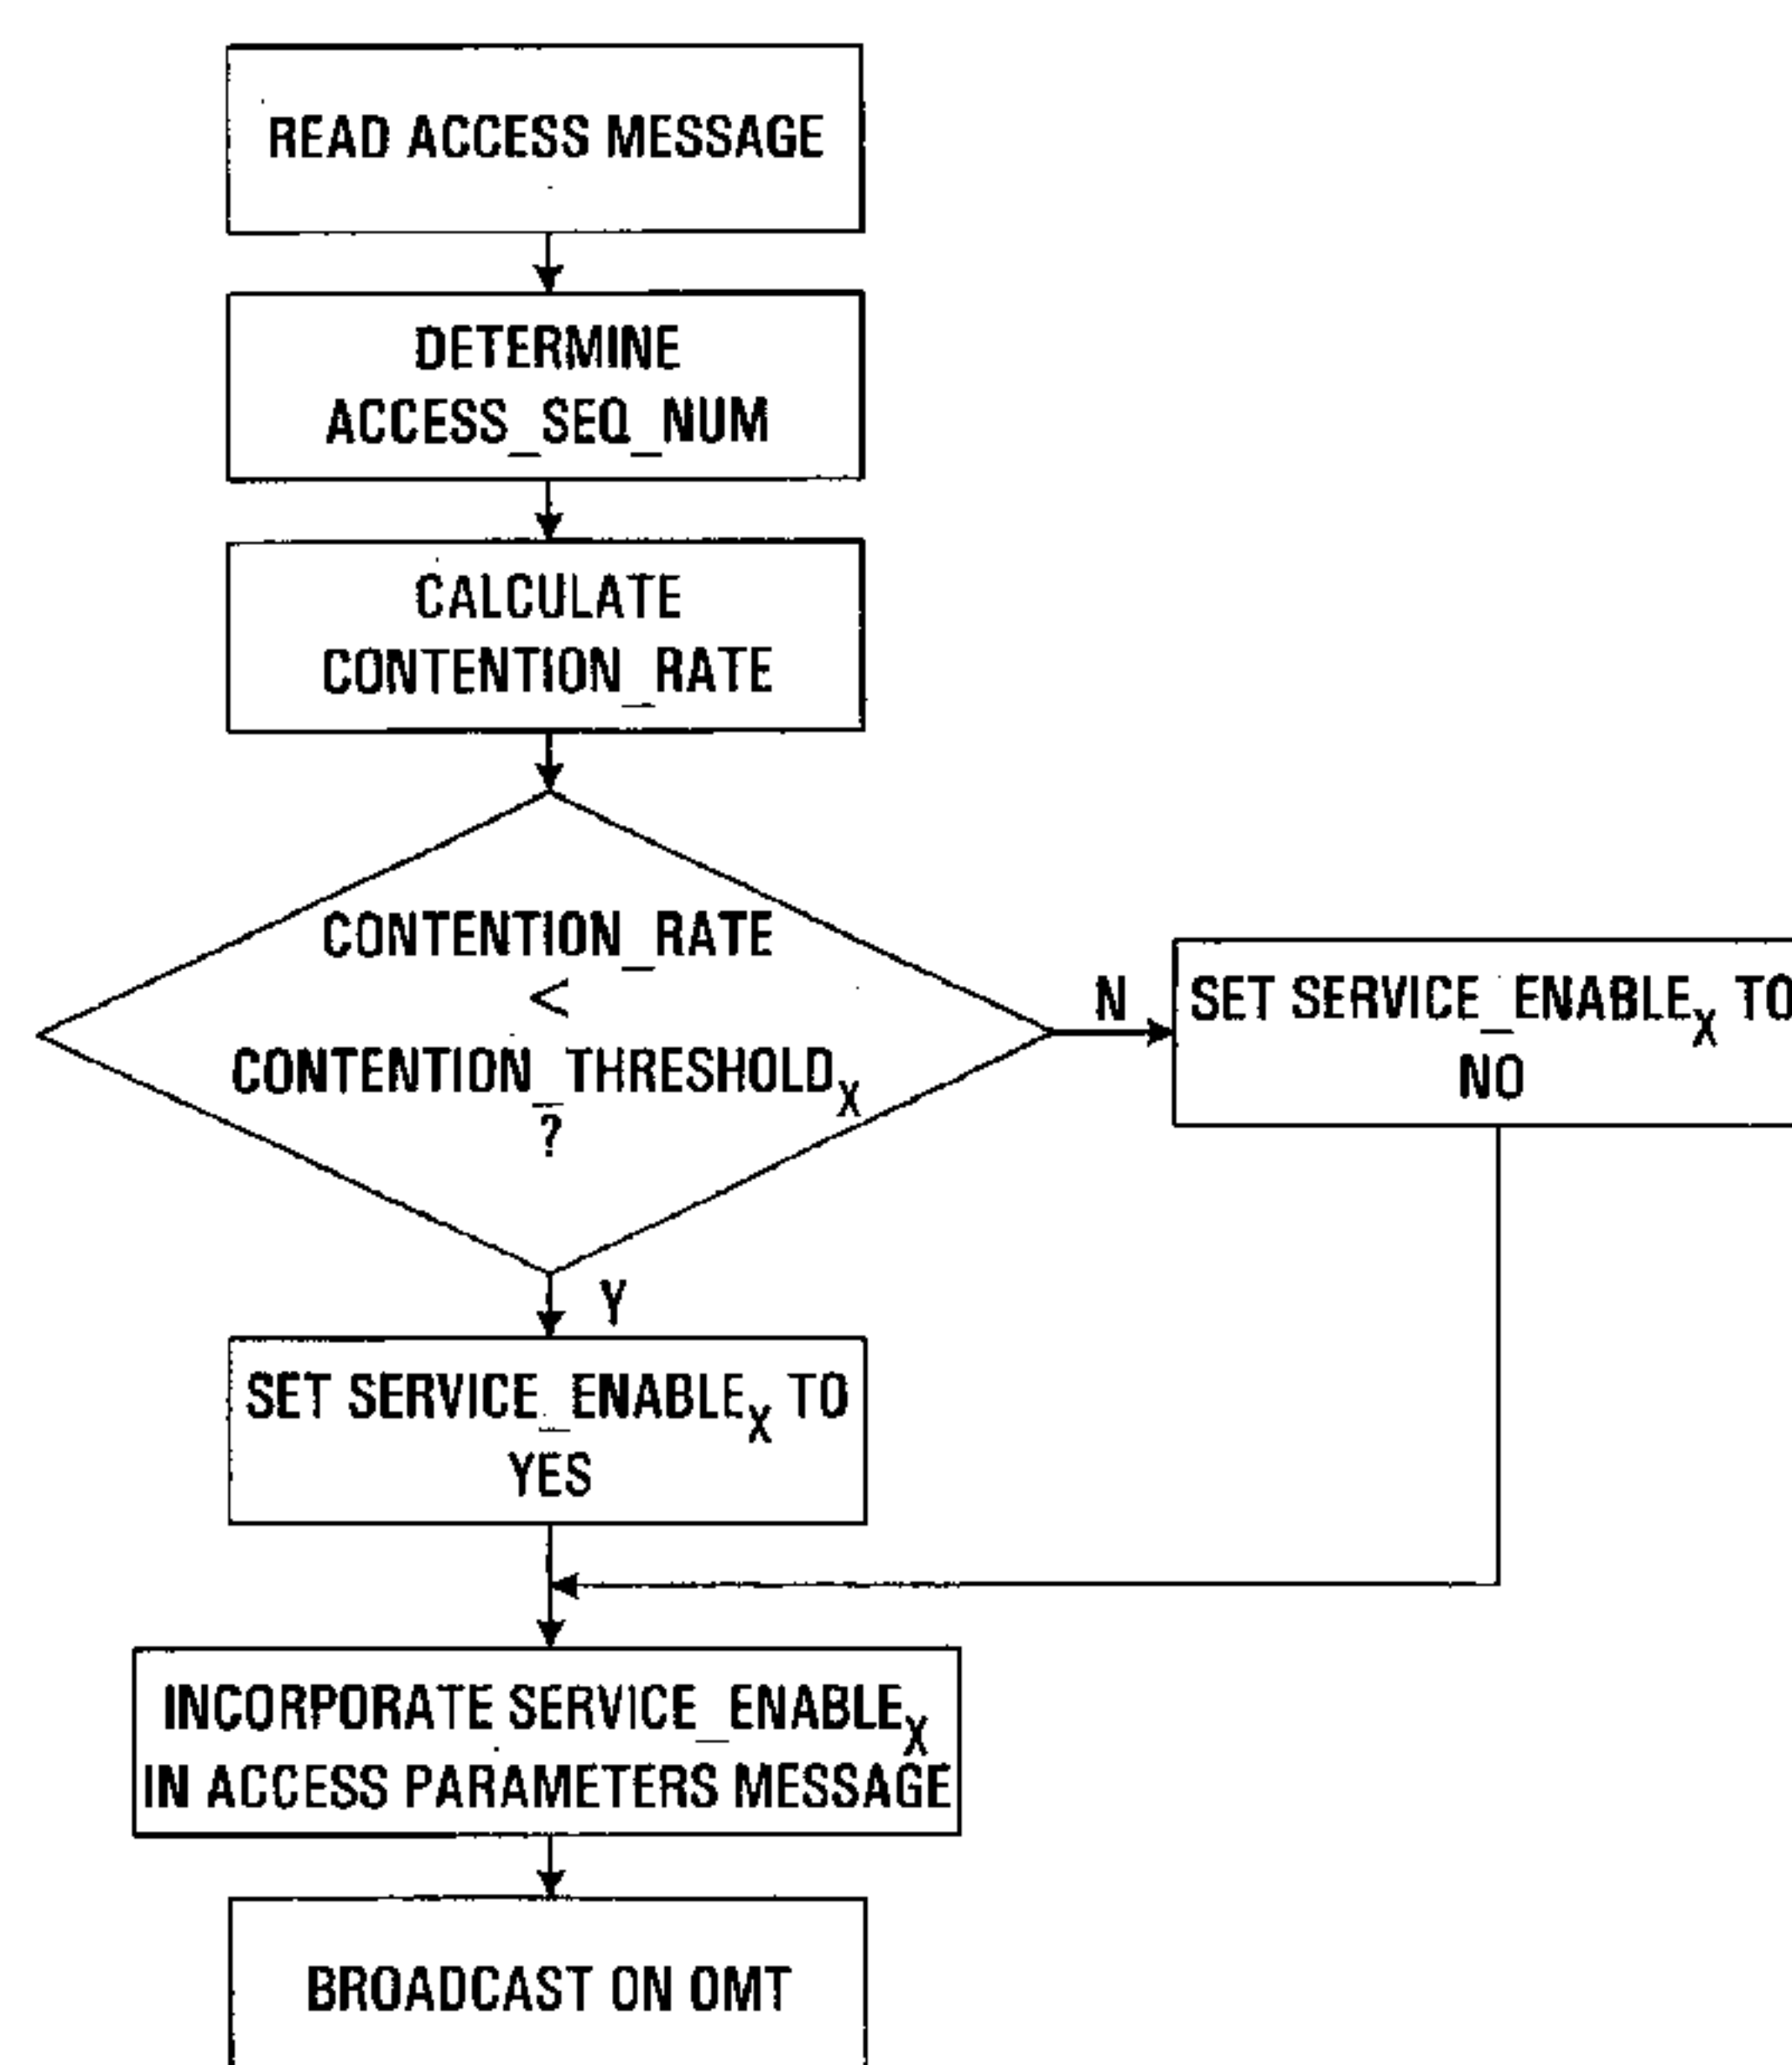 READ ACCESS MESSAGE
DETERMINE
ACCESS_SEQ_NUM
CALCULATE
CONTENTION_RATE
CONTENTION_RATE
<
CONTENTION_THRESHOLDX
?
N
SET SERVICE_ENABLEX TO
NO
Y
SET SERVICE_ENABLEX TO
YES
INCORPORATE SERVICE_ENABLEX
IN ACCESS PARAMETERS MESSAGE
BROADCAST ON OMT